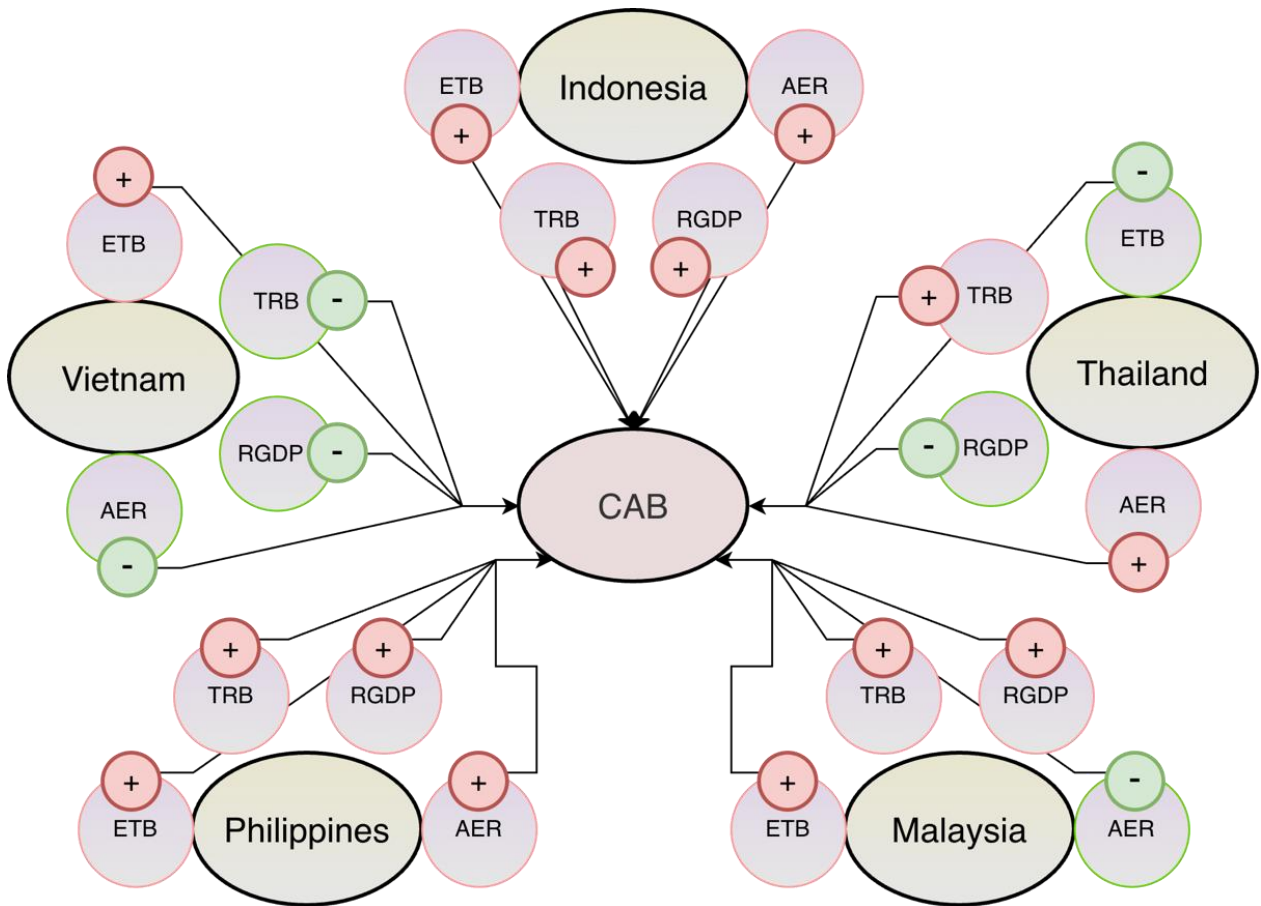 ETB
Indonesia
AER
+
+
TRB
RGDP
+
+
+
ETB
TRB
-
Vietnam
RGDP
-
AER
-
-
ETB
+
TRB
Thailand
-
RGDP
AER
+
CAB
+
TRB
+
RGDP
+
ETB
Philippines
+
AER
+
TRB
+
RGDP
+
ETB
Malaysia
-
AER